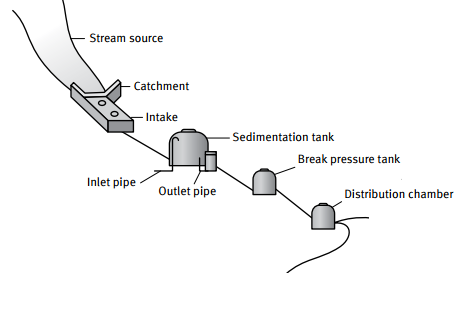 Stream source
Catchment
Intake
Sedimentation tank
Break pressure tank
Inlet pipe
Outlet pipe
Distribution chamber